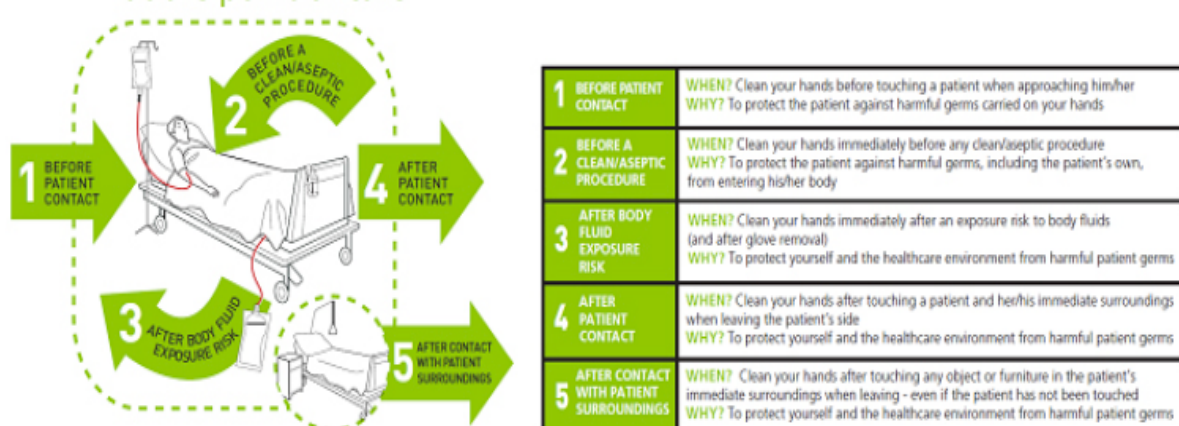 1 BEFORE
PATIENT
CONTACT
2 BEFORE A
CLEAN/ASEPTIC
PROCEDURE
3 AFTER BODY FLUID
EXPOSURE RISK
4 AFTER
PATIENT
CONTACT
5 AFTER CONTACT
WITH PATIENT
SURROUNDINGS
1 BEFORE PATIENT
CONTACT
WHEN? Clean your hands before touching a patient when approaching him/her
WHY? To protect the patient against harmful germs carried on your hands
2 BEFORE A
CLEAN/ASEPTIC
PROCEDURE
WHEN? Clean your hands immediately before any clean/aseptic procedure
WHY? To protect the patient against harmful germs, including the patient's own,
from entering his/her body
3 AFTER BODY
FLUID
EXPOSURE
RISK
WHEN? Clean your hands immediately after an exposure risk to body fluids
(and after glove removal)
WHY? To protect yourself and the healthcare environment from harmful patient germs
4 AFTER
PATIENT
CONTACT
WHEN? Clean your hands after touching a patient and her/his immediate surroundings
when leaving the patient's side
WHY? To protect yourself and the healthcare environment from harmful patient germs
5 AFTER CONTACT
WITH PATIENT
SURROUNDINGS
WHEN? Clean your hands after touching any object or furniture in the patient's
immediate surroundings when leaving - even if the patient has not been touched
WHY? To protect yourself and the healthcare environment from harmful patient germs